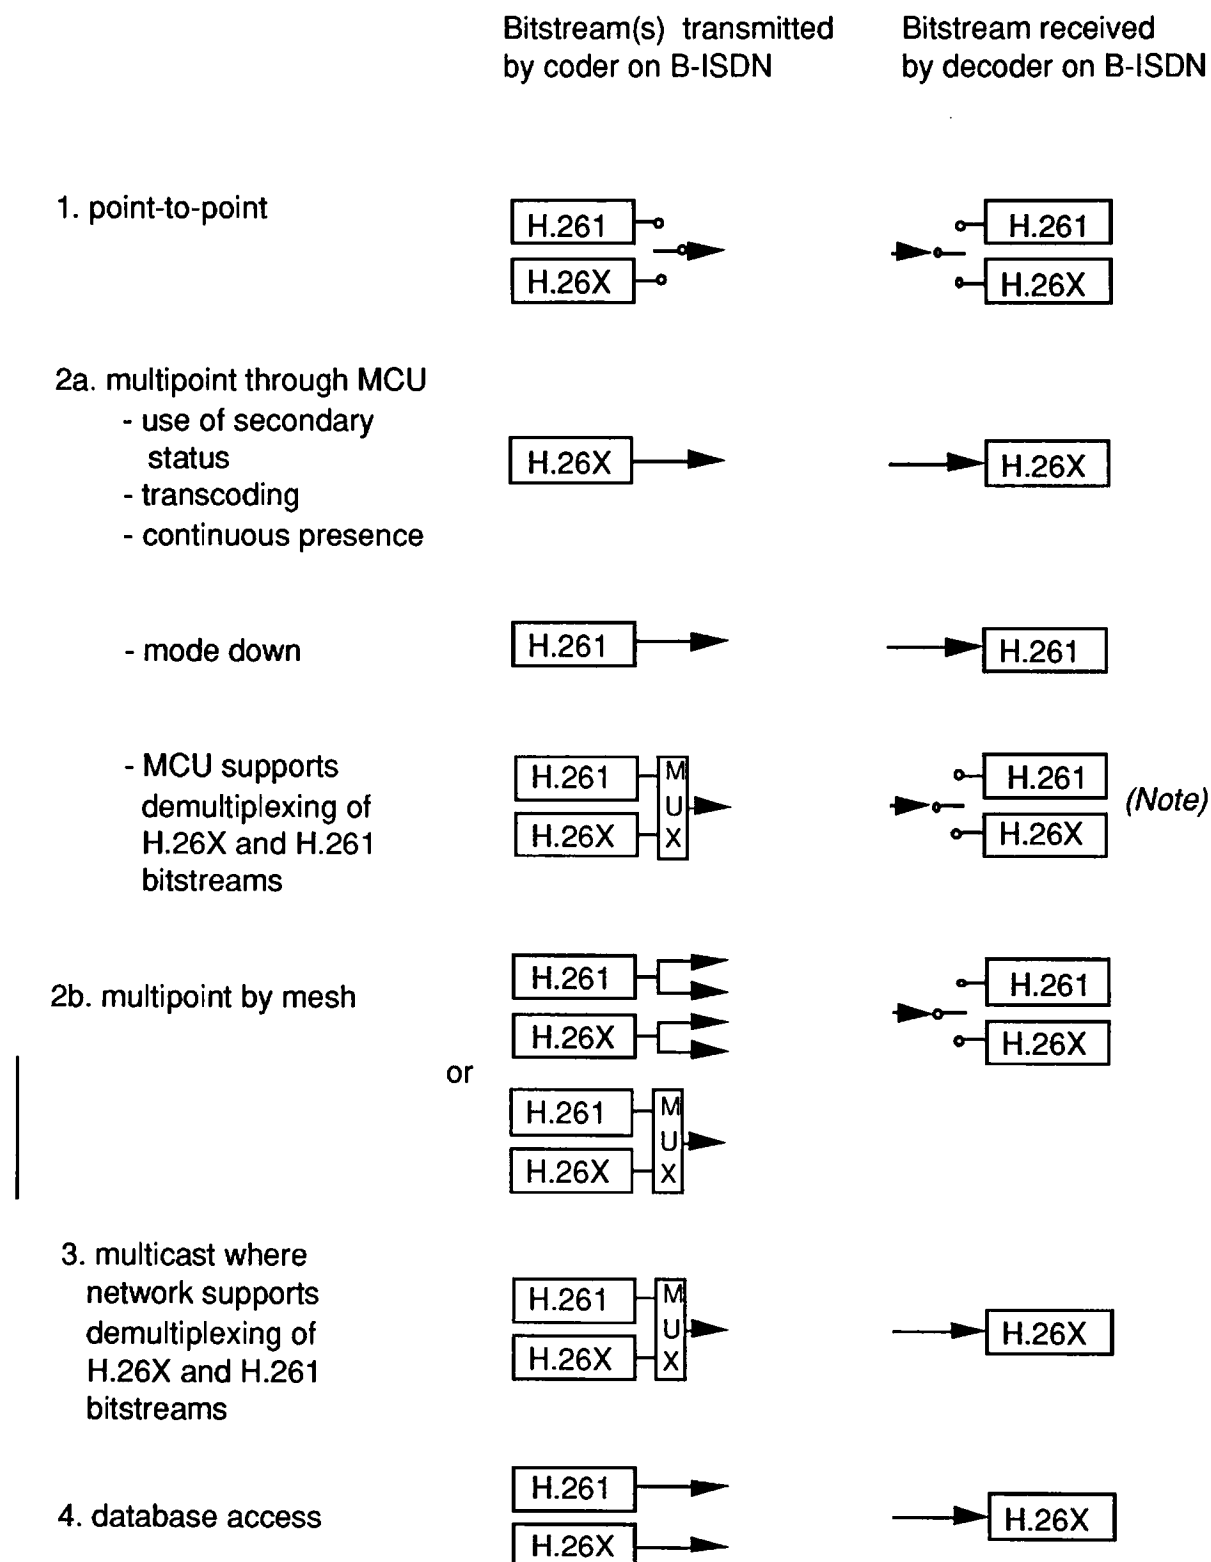 Bitstream(s) transmitted
by coder on B-ISDN
Bitstream received
by decoder on B-ISDN
1. point-to-point
H.261
H.26X
H.261
H.26X
2a. multipoint through MCU
- use of secondary
status
- transcoding
- continuous presence
H.26X
H.26X
- mode down
H.261
H.261
- MCU supports
demultiplexing of
H.26X and H.261
bitstreams
H.261
H.26X
MUX
H.261
H.26X
(Note)
2b. multipoint by mesh
H.261
H.26X
H.261
H.26X
or
H.261
H.26X
MUX
3. multicast where
network supports
demultiplexing of
H.26X and H.261
bitstreams
H.261
H.26X
MUX
H.26X
4. database access
H.261
H.26X
H.26X